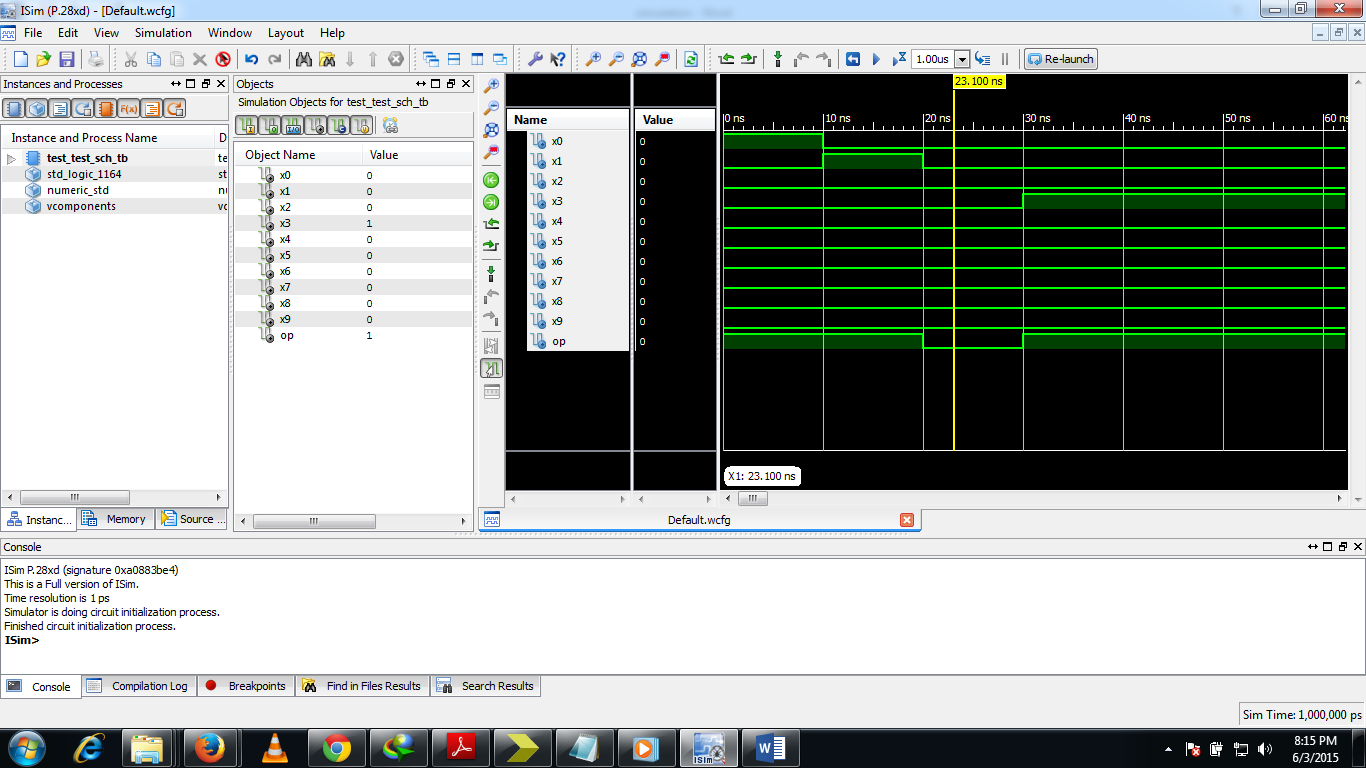 ISim (P.28xd) - [Default.wcfg]
File Edit View Simulation Window Layout Help
1.00us Re-launch
Instances and Processes
Instance and Process Name D
test_test_sch_tb te
std_logic_1164 st
numeric_std
vcomponents
Instanc... Memory Source ...
Objects
Simulation Objects for test_test_sch_tb
Object Name Value
x0 0
x1 0
x2 0
x3 1
x4 0
x5 0
x6 0
x7 0
x8 0
x9 0
op 1
23.100 ns
Name Value
0 ns 10 ns 20 ns 30 ns 40 ns 50 ns 60 ns
x0 0
x1 0
x2 0
x3 0
x4 0
x5 0
x6 0
x7 0
x8 0
x9 0
op 0
X1: 23.100 ns
Default.wcfg
Console
ISim P.28xd (signature 0xa0883be4)
This is a Full version of ISim.
Time resolution is 1 ps
Simulator is doing circuit initialization process.
Finished circuit initialization process.
ISim>
Console Compilation Log Breakpoints Find in Files Results Search Results
Sim Time: 1,000,000 ps
ISim
8:15 PM
6/3/2015